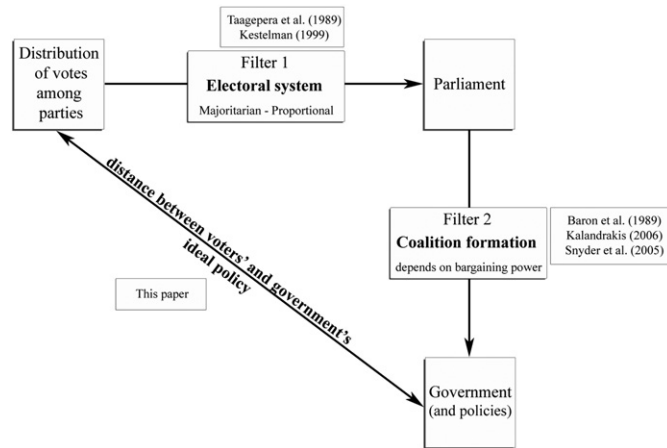 Taagepera et al. (1989)
Kestelman (1999)
Distribution
of votes
among
parties
Filter 1
Electoral system
Majoritarian - Proportional
Parliament
Filter 2
Coalition formation
depends on bargaining power
Baron et al. (1989)
Kalandrakis (2006)
Snyder et al. (2005)
distance between voters' and government's
ideal policy
This paper
Government
(and policies)